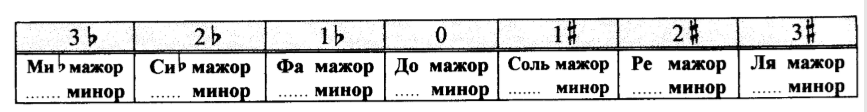 3♭ 2♭ 1♭ 0 1♯ 2♯ 3♯
Ми♭ мажор Си♭ мажор Фа мажор До мажор Соль мажор Ре мажор Ля мажор
....... минор ...... минор ...... минор ..... минор ....... минор ...... минор ...... минор